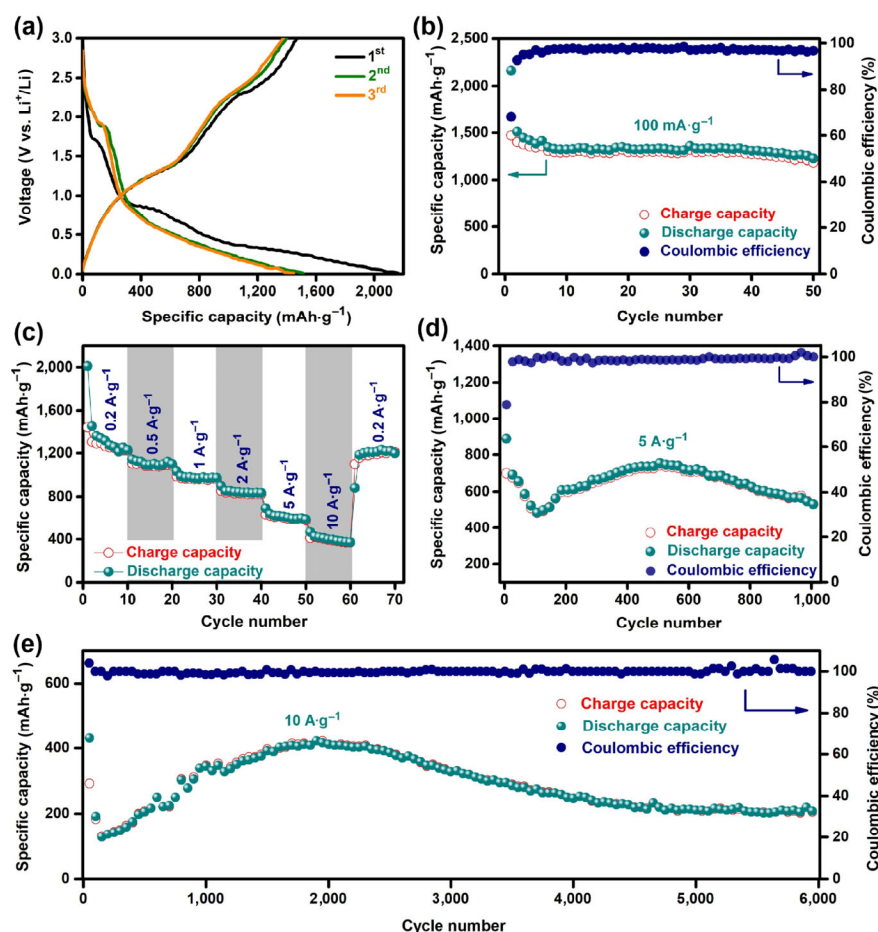 (a)
3.0
2.5
2.0
1.5
1.0
0.5
0.0
Voltage (V vs. Li⁺/Li)
1st
2nd
3rd
0 400 800 1,200 1,600 2,000
Specific capacity (mAh·g⁻¹)
(b)
2,500
2,000
1,500
1,000
500
0
Specific capacity (mAh·g⁻¹)
100 mA·g⁻¹
Charge capacity
Discharge capacity
Coulombic efficiency
100
80
60
40
20
0
Coulombic efficiency (%)
0 10 20 30 40 50
Cycle number
(c)
2,000
1,600
1,200
800
400
0
Specific capacity (mAh·g⁻¹)
0.2 A·g⁻¹
0.5 A·g⁻¹
1 A·g⁻¹
2 A·g⁻¹
5 A·g⁻¹
10 A·g⁻¹
0.2 A·g⁻¹
Charge capacity
Discharge capacity
0 10 20 30 40 50 60 70
Cycle number
(d)
1,400
1,200
1,000
800
600
400
200
Specific capacity (mAh·g⁻¹)
5 A·g⁻¹
Charge capacity
Discharge capacity
Coulombic efficiency
100
80
60
40
20
0
Coulombic efficiency (%)
0 200 400 600 800 1,000
Cycle number
(e)
600
400
200
0
Specific capacity (mAh·g⁻¹)
10 A·g⁻¹
Charge capacity
Discharge capacity
Coulombic efficiency
100
80
60
40
20
0
Coulombic efficiency (%)
0 1,000 2,000 3,000 4,000 5,000 6,000
Cycle number